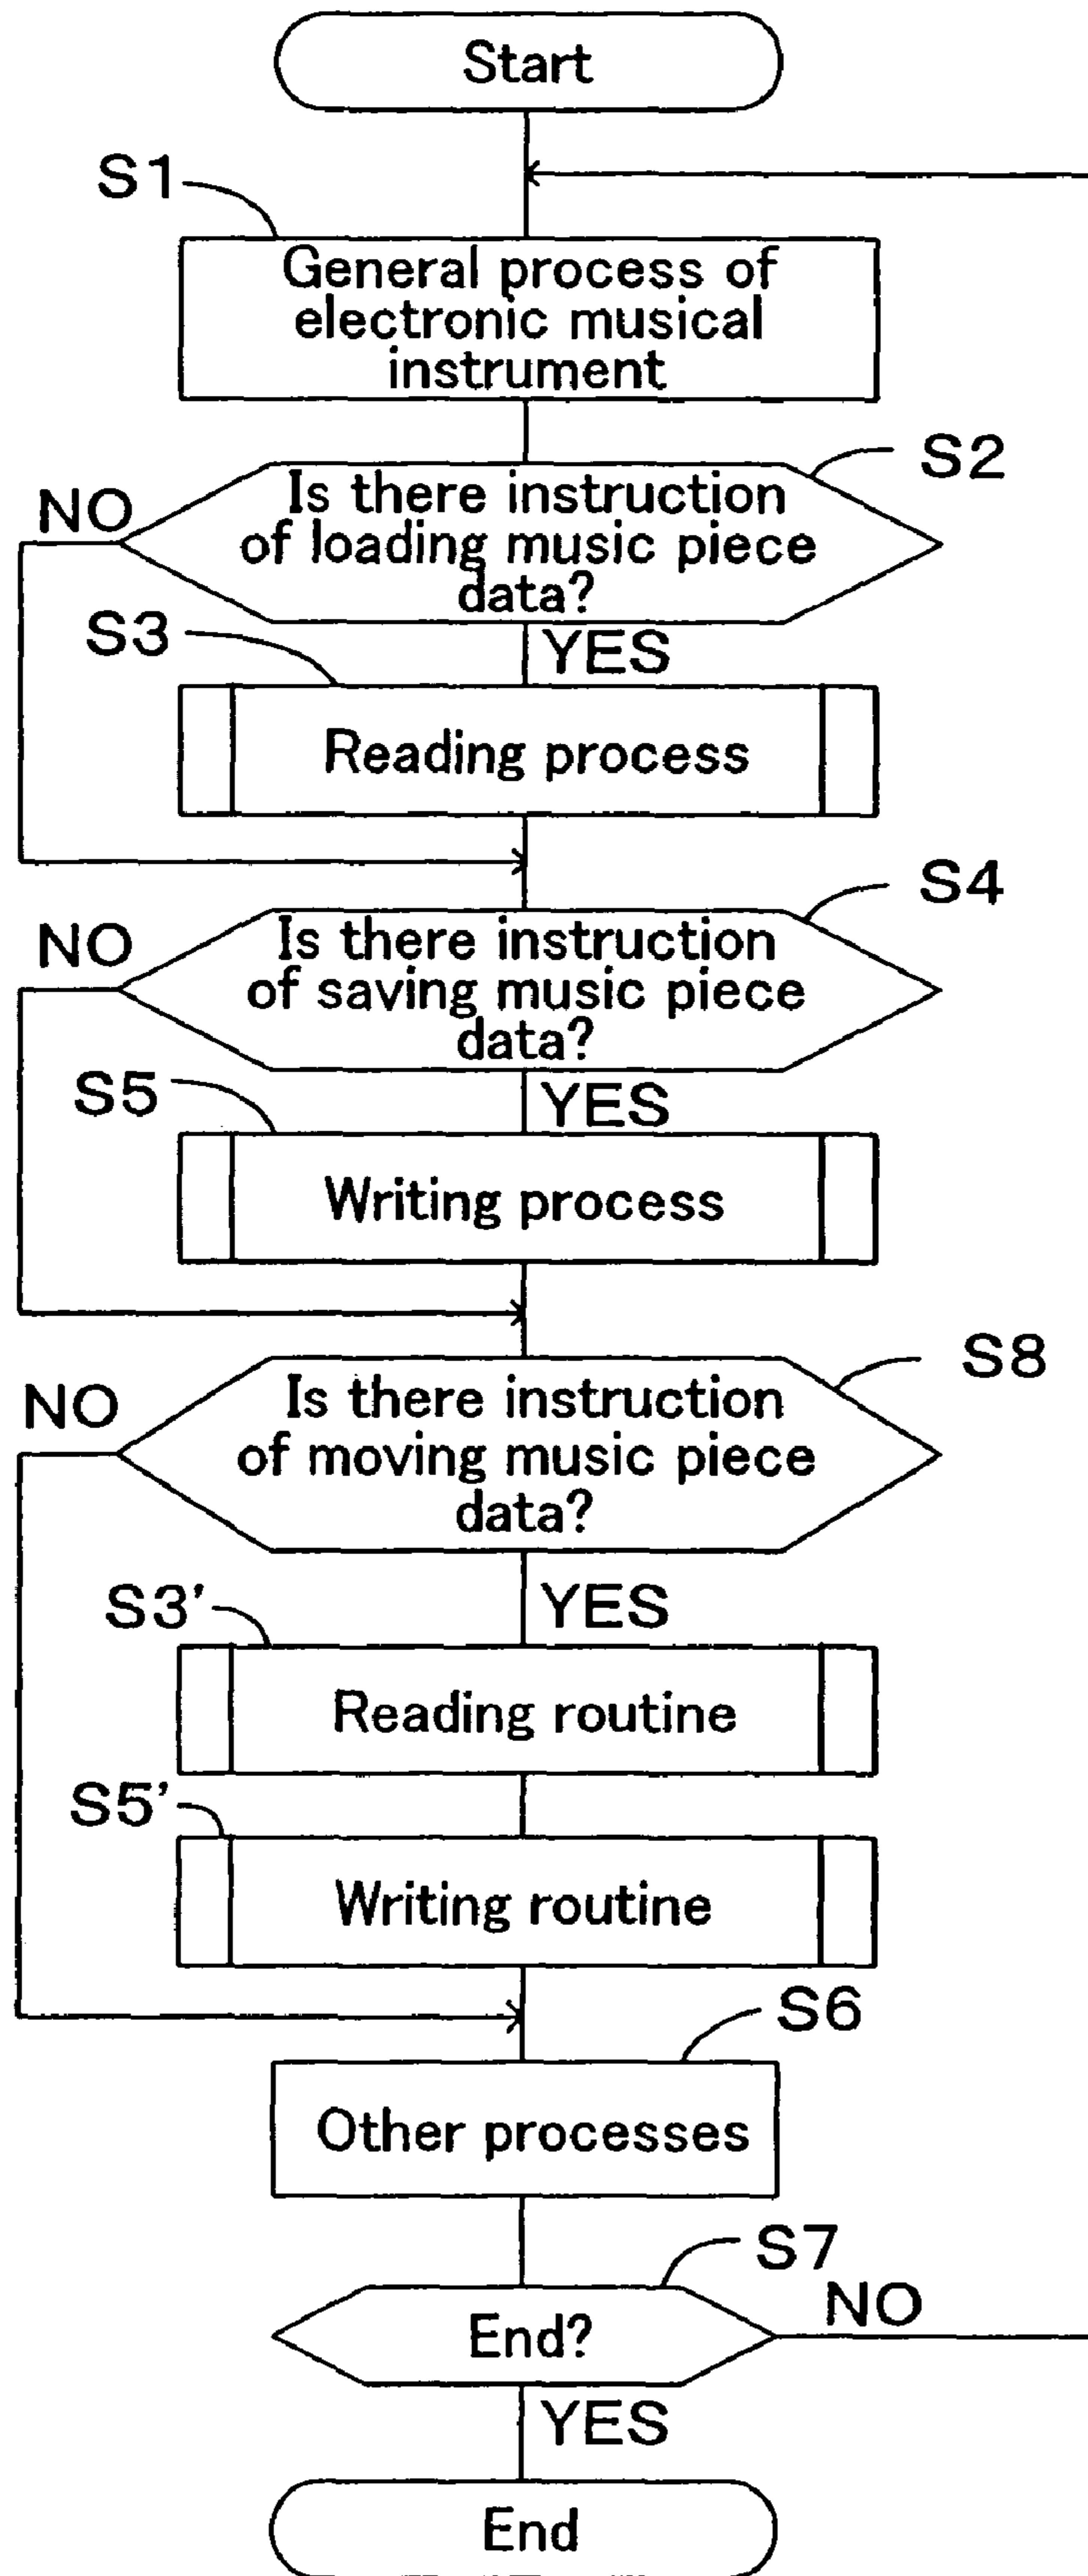 Start
S1
General process of
electronic musical
instrument
S2
NO
Is there instruction
of loading music piece
data?
S3
YES
Reading process
S4
NO
Is there instruction
of saving music piece
data?
S5
YES
Writing process
S8
NO
Is there instruction
of moving music piece
data?
S3'
YES
Reading routine
S5'
Writing routine
S6
Other processes
S7
NO
End?
YES
End